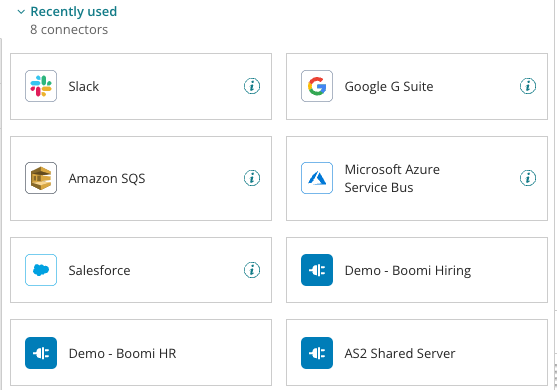 Recently used
8 connectors
Slack
Google G Suite
Amazon SQS
Microsoft Azure
Service Bus
Salesforce
Demo - Boomi Hiring
Demo - Boomi HR
AS2 Shared Server